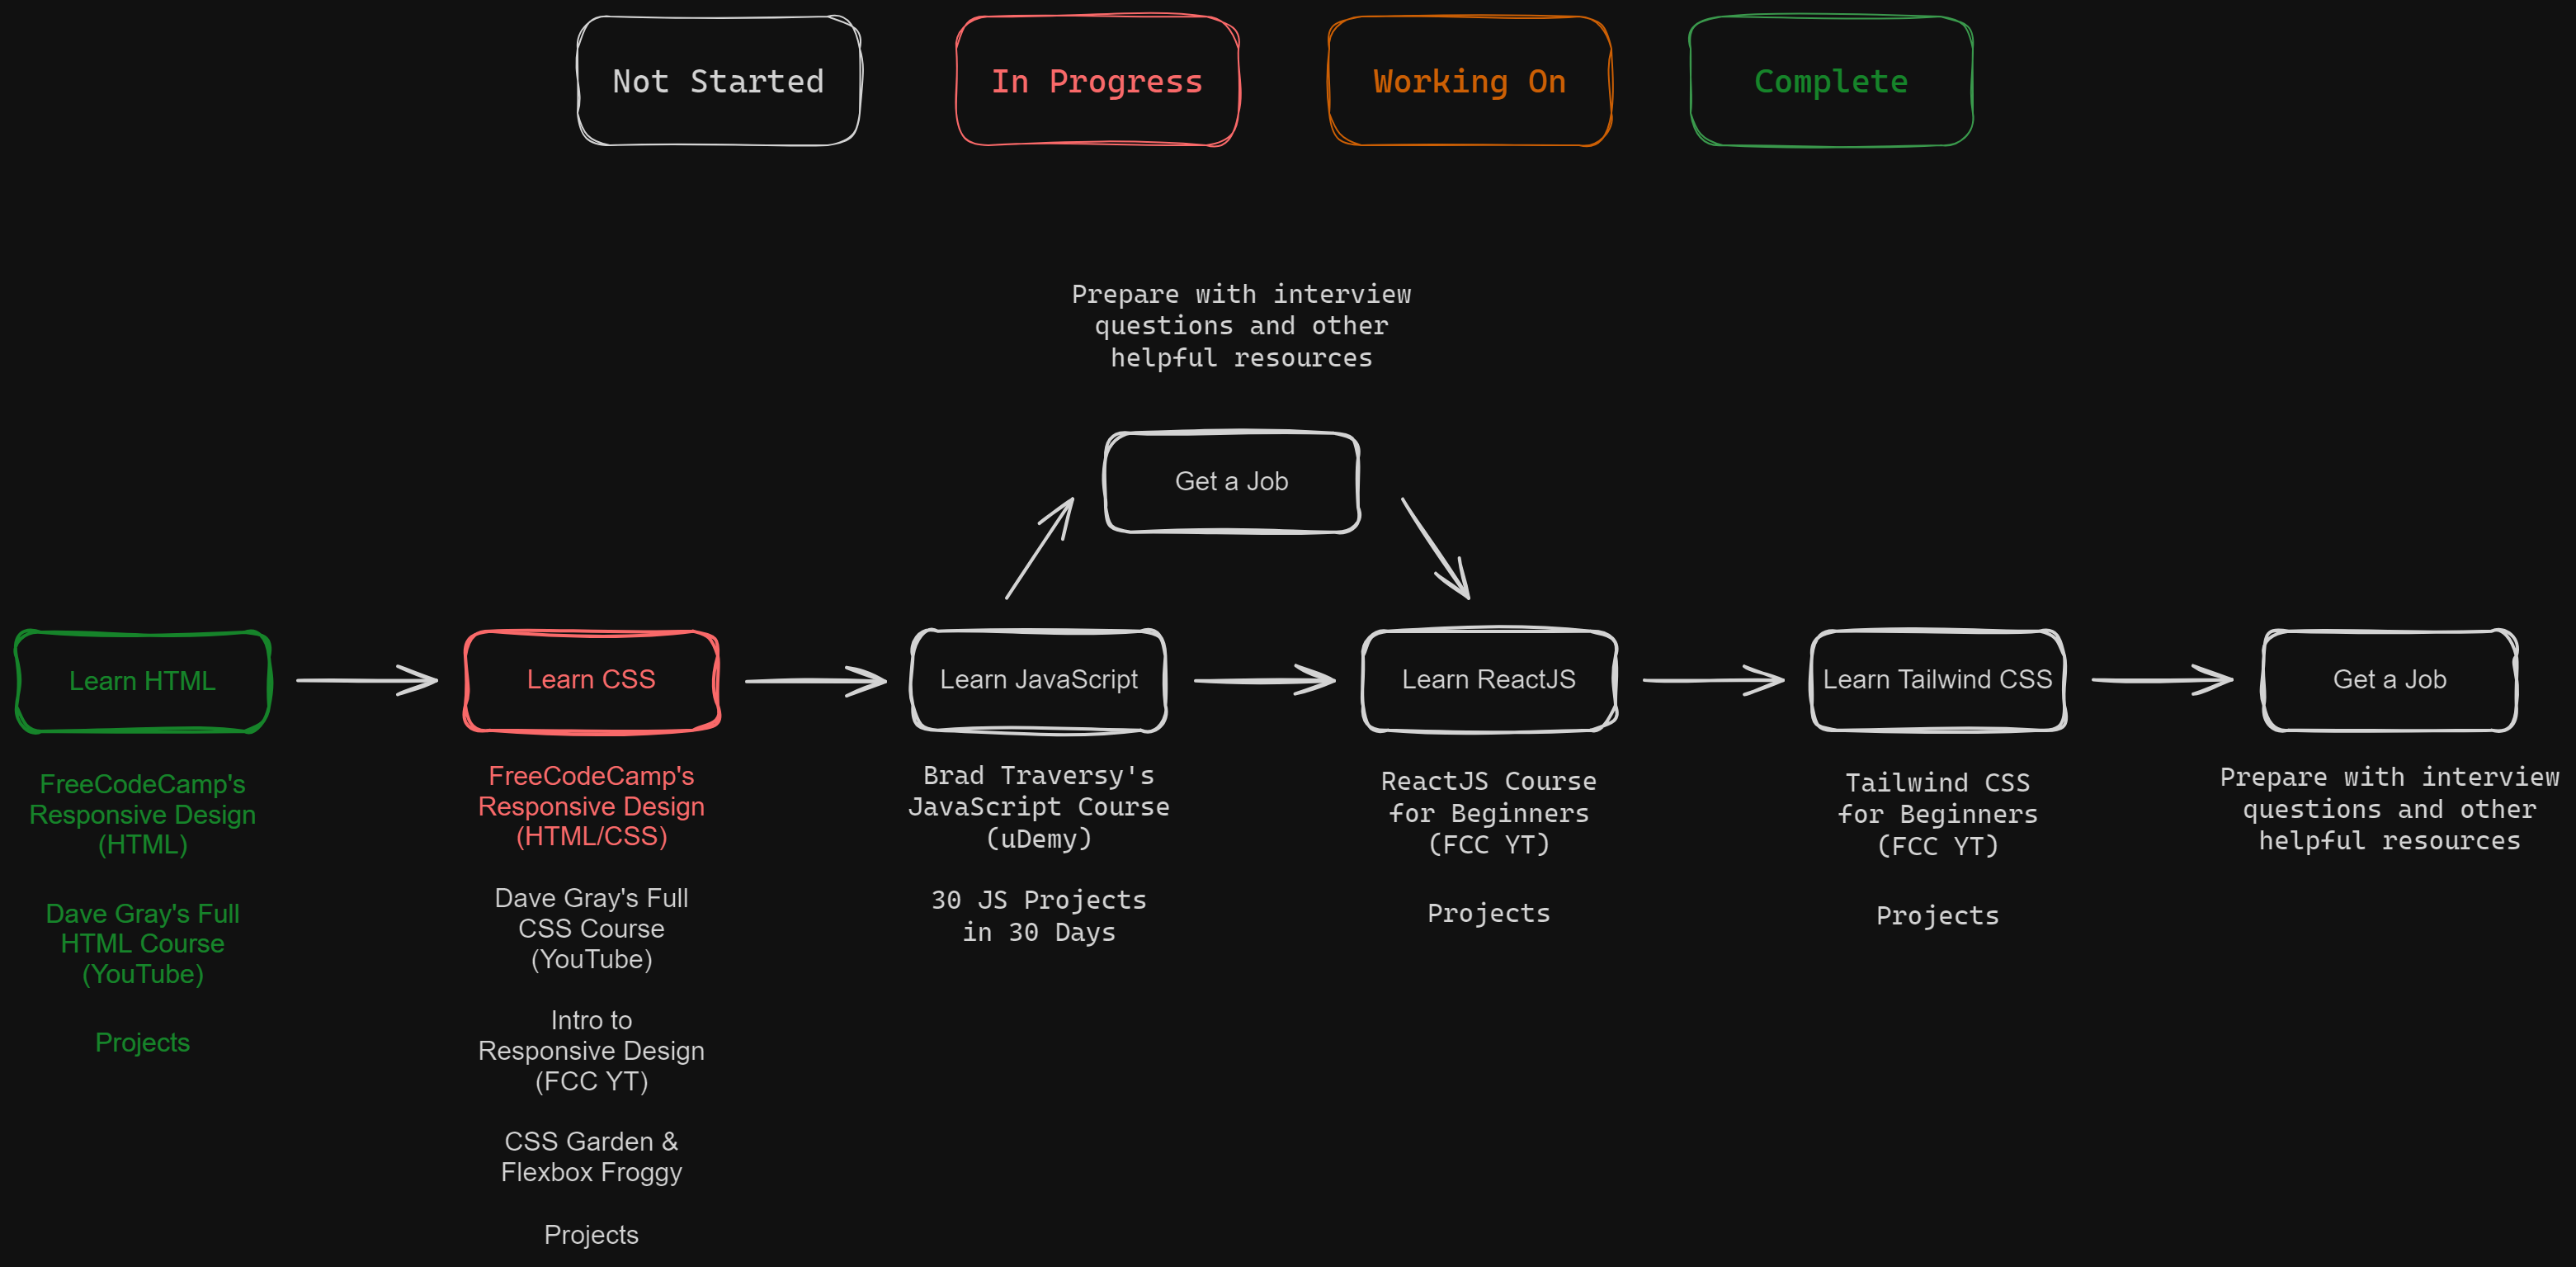 Not Started
In Progress
Working On
Complete
Prepare with interview
questions and other
helpful resources
Get a Job
Learn HTML
FreeCodeCamp's
Responsive Design
(HTML)
Dave Gray's Full
HTML Course
(YouTube)
Projects
Learn CSS
FreeCodeCamp's
Responsive Design
(HTML/CSS)
Dave Gray's Full
CSS Course
(YouTube)
Intro to
Responsive Design
(FCC YT)
CSS Garden &
Flexbox Froggy
Projects
Learn JavaScript
Brad Traversy's
JavaScript Course
(uDemy)
30 JS Projects
in 30 Days
Learn ReactJS
ReactJS Course
for Beginners
(FCC YT)
Projects
Learn Tailwind CSS
Tailwind CSS
for Beginners
(FCC YT)
Projects
Get a Job
Prepare with interview
questions and other
helpful resources